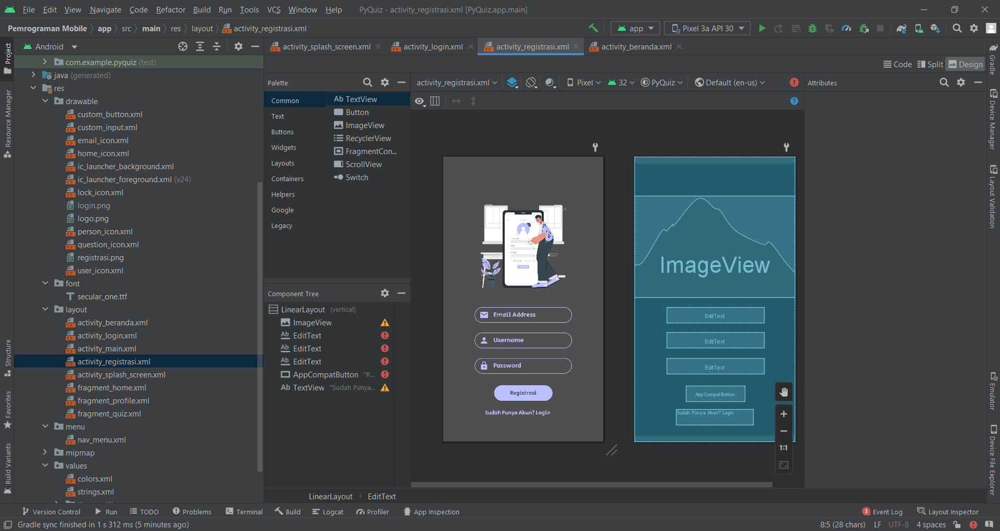 File Edit View Navigate Code Refactor Build Run Tools VCS Window Help PyQuiz - activity_registrasi.xml [PyQuiz.app.main]
Pemrograman Mobile app src main res layout activity_registrasi.xml app Pixel 3a API 30
Project
Resource Manager
Structure
Favorites
Build Variants
Android
com.example.pyquiz (test)
java (generated)
res
drawable
custom_button.xml
custom_input.xml
email_icon.xml
home_icon.xml
ic_launcher_background.xml
ic_launcher_foreground.xml (v24)
lock_icon.xml
login.png
logo.png
person_icon.xml
question_icon.xml
registrasi.png
user_icon.xml
font
secular_one.ttf
layout
activity_beranda.xml
activity_login.xml
activity_main.xml
activity_registrasi.xml
activity_splash_screen.xml
fragment_home.xml
fragment_profile.xml
fragment_quiz.xml
menu
nav_menu.xml
mipmap
values
colors.xml
strings.xml
activity_splash_screen.xml activity_login.xml activity_registrasi.xml activity_beranda.xml
Code Split Design
Palette
Common
Text
Buttons
Widgets
Layouts
Containers
Helpers
Google
Legacy
Ab TextView
Button
ImageView
RecyclerView
FragmentCon...
ScrollView
Switch
Component Tree
LinearLayout (vertical)
ImageView
Ab EditText
Ab EditText
Ab EditText
AppCompatButton "R...
Ab TextView "Sudah Punya...
activity_registrasi.xml Pixel 32 PyQuiz Default (en-us)
Email Address
Username
Password
Registrasi
Sudah Punya Akun? Login
ImageView
EditText
EditText
EditText
AppCompatButton
Sudah Punya Akun? Login
1:1
Attributes
Gradle
Device Manager
Layout Validation
Emulator
Device File Explorer
LinearLayout EditText
Version Control Run TODO Problems Terminal Build Logcat Profiler App Inspection 3 Event Log Layout Inspector
Gradle sync finished in 1 s 312 ms (5 minutes ago) 8:5 (28 chars) LF UTF-8 4 spaces